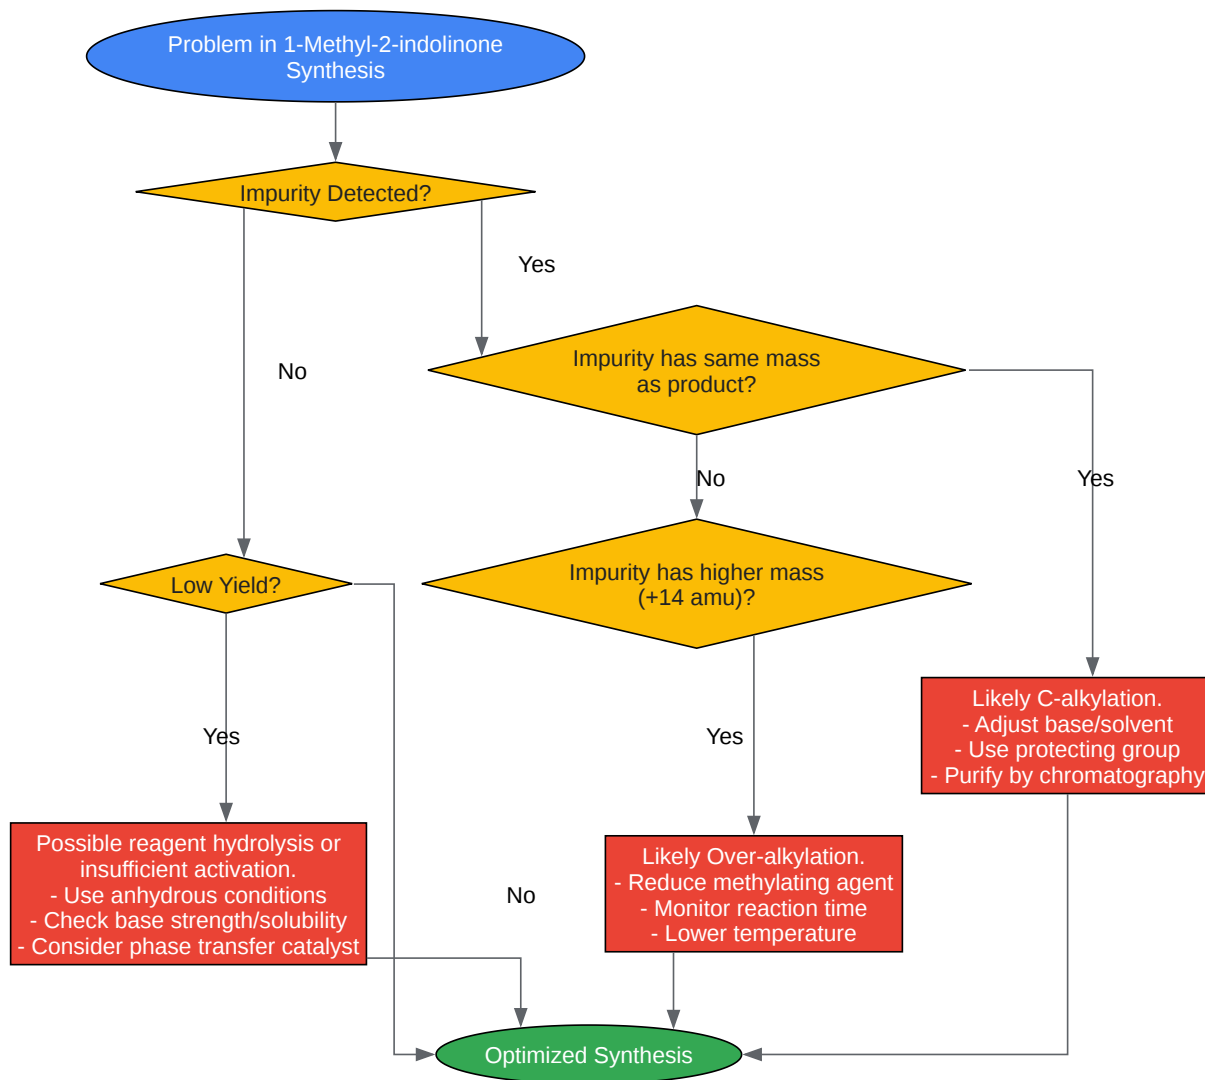 Problem in 1-Methyl-2-indolinone
Synthesis
Impurity Detected?
Yes
No
Impurity has same mass
as product?
No
Yes
Low Yield?
Impurity has higher mass
(+14 amu)?
Yes
Yes
Likely C-alkylation.
- Adjust base/solvent
- Use protecting group
- Purify by chromatography
Possible reagent hydrolysis or
insufficient activation.
- Use anhydrous conditions
- Check base strength/solubility
- Consider phase transfer catalyst
No
Likely Over-alkylation.
- Reduce methylating agent
- Monitor reaction time
- Lower temperature
Optimized Synthesis